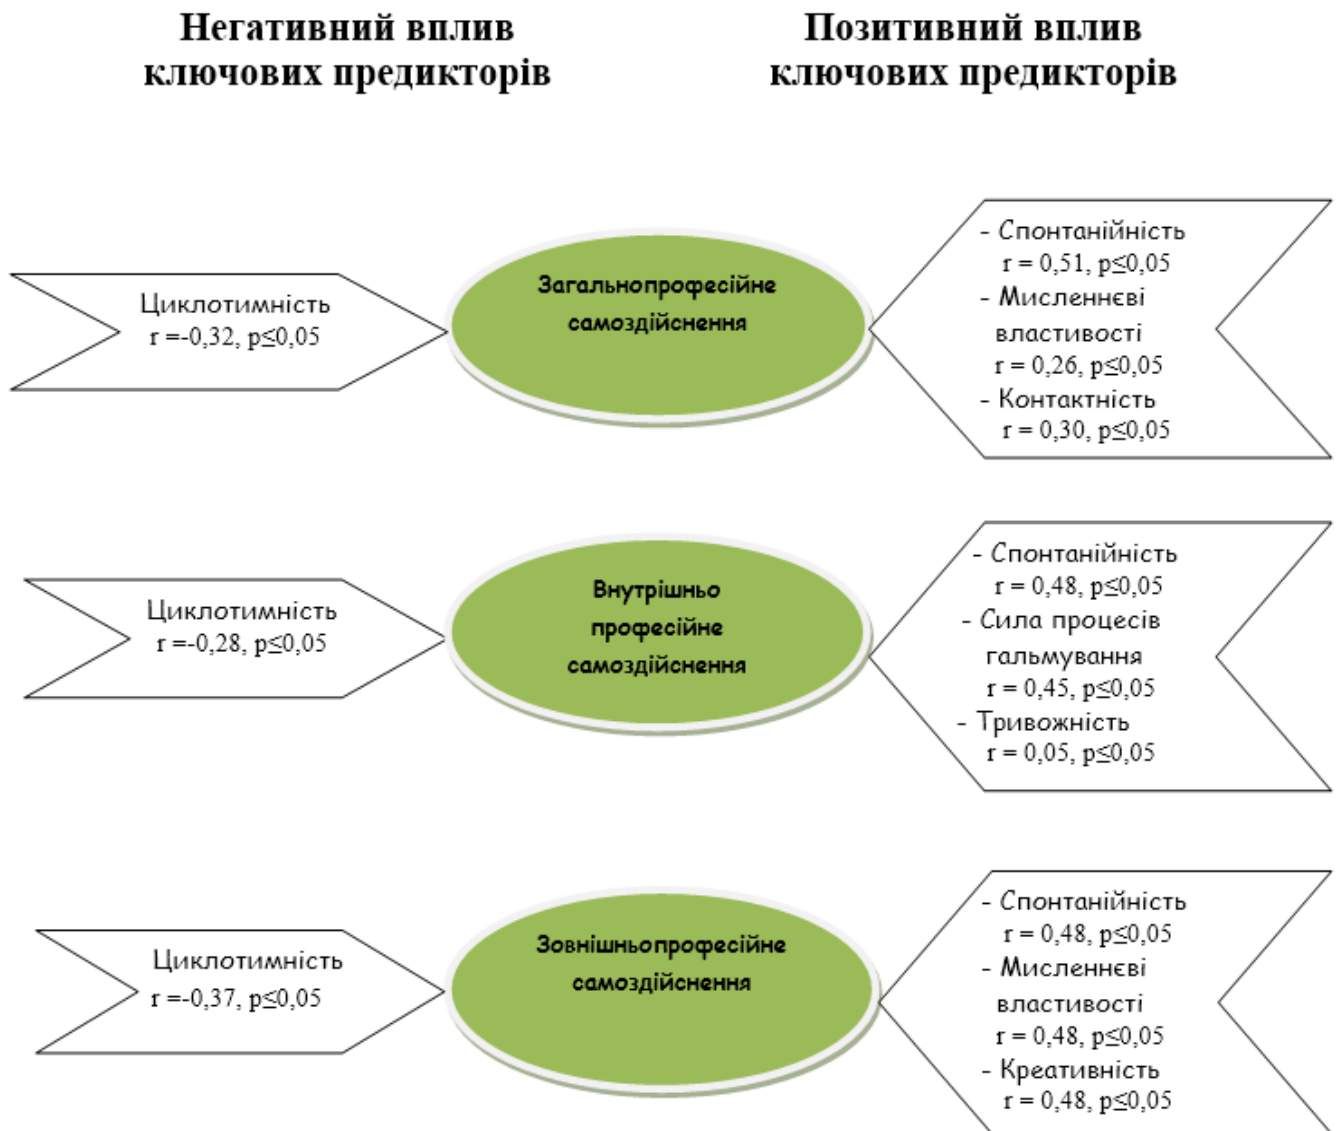 Негативний вплив
ключових предикторів
Позитивний вплив
ключових предикторів
Циклотимність
r =-0,32, p≤0,05
Загальнопрофесійне
самоздійснення
- Спонтанійність
r = 0,51, p≤0,05
- Мисленнєві
властивості
r = 0,26, p≤0,05
- Контактність
r = 0,30, p≤0,05
Циклотимність
r =-0,28, p≤0,05
Внутрішньо
професійне
самоздійснення
- Спонтанійність
r = 0,48, p≤0,05
- Сила процесів
гальмування
r = 0,45, p≤0,05
- Тривожність
r = 0,05, p≤0,05
Циклотимність
r =-0,37, p≤0,05
Зовнішньопрофесійне
самоздійснення
- Спонтанійність
r = 0,48, p≤0,05
- Мисленнєві
властивості
r = 0,48, p≤0,05
- Креативність
r = 0,48, p≤0,05